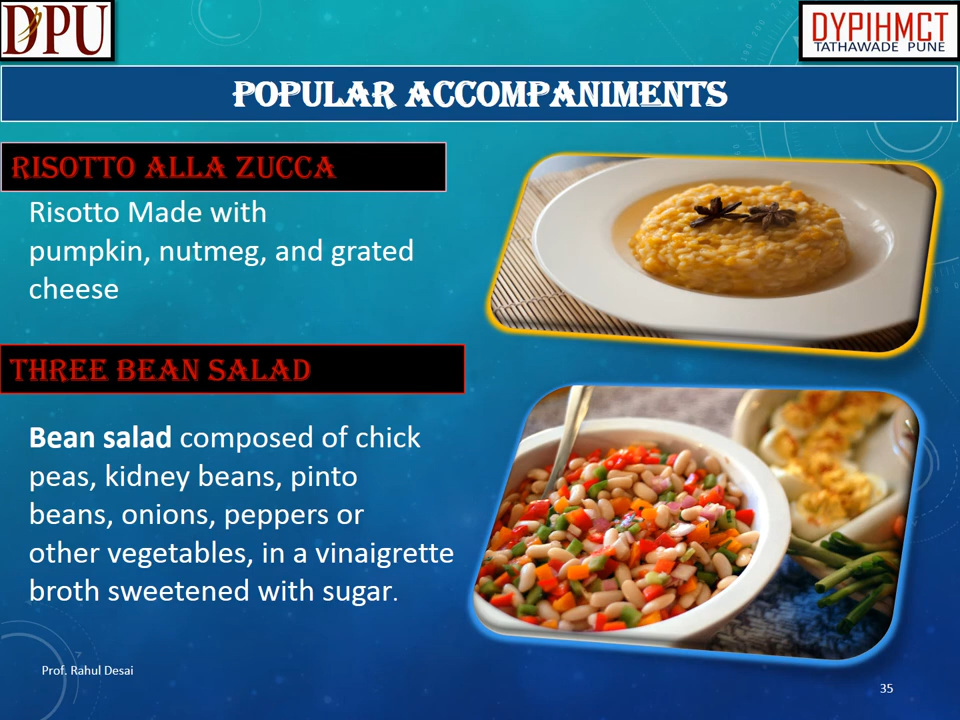 DPU
DYPIHMCT
TATHAWADE PUNE
POPULAR ACCOMPANIMENTS
RISOTTO ALLA ZUCCA
Risotto Made with
pumpkin, nutmeg, and grated
cheese
THREE BEAN SALAD
Bean salad composed of chick
peas, kidney beans, pinto
beans, onions, peppers or
other vegetables, in a vinaigrette
broth sweetened with sugar.
Prof. Rahul Desai
35